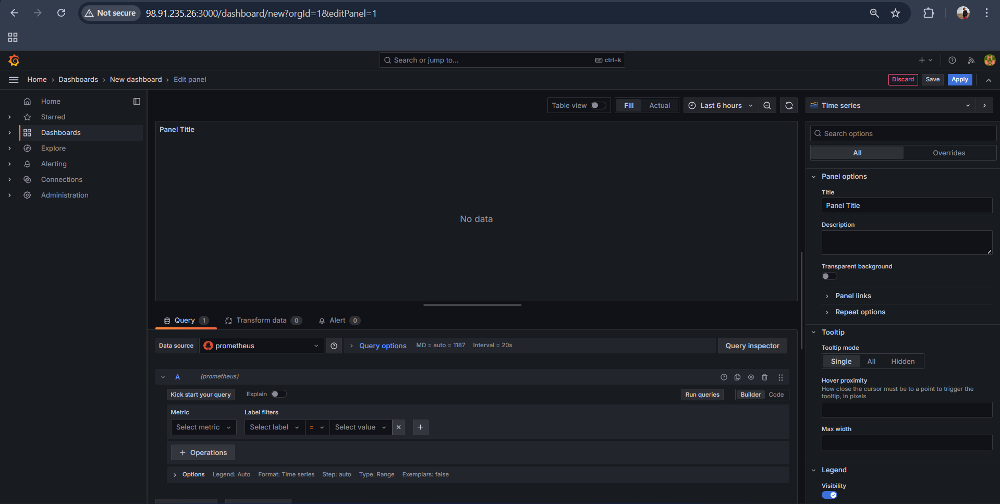 Not secure 98.91.235.26:3000/dashboard/new?orgId=1&editPanel=1
Search or jump to... ctrl+k
Home › Dashboards › New dashboard › Edit panel
Discard Save Apply
Home
Starred
Dashboards
Explore
Alerting
Connections
Administration
Table view Fill Actual Last 6 hours
Panel Title
No data
Query 1 Transform data 0 Alert 0
Data source prometheus Query options MD = auto = 1187 Interval = 20s Query inspector
A (prometheus)
Kick start your query Explain Run queries Builder Code
Metric Label filters
Select metric Select label = Select value
+ Operations
Options Legend: Auto Format: Time series Step: auto Type: Range Exemplars: false
Time series
Search options
All Overrides
Panel options
Title
Panel Title
Description
Transparent background
Panel links
Repeat options
Tooltip
Tooltip mode
Single All Hidden
Hover proximity
How close the cursor must be to a point to trigger the
tooltip, in pixels
Max width
Legend
Visibility